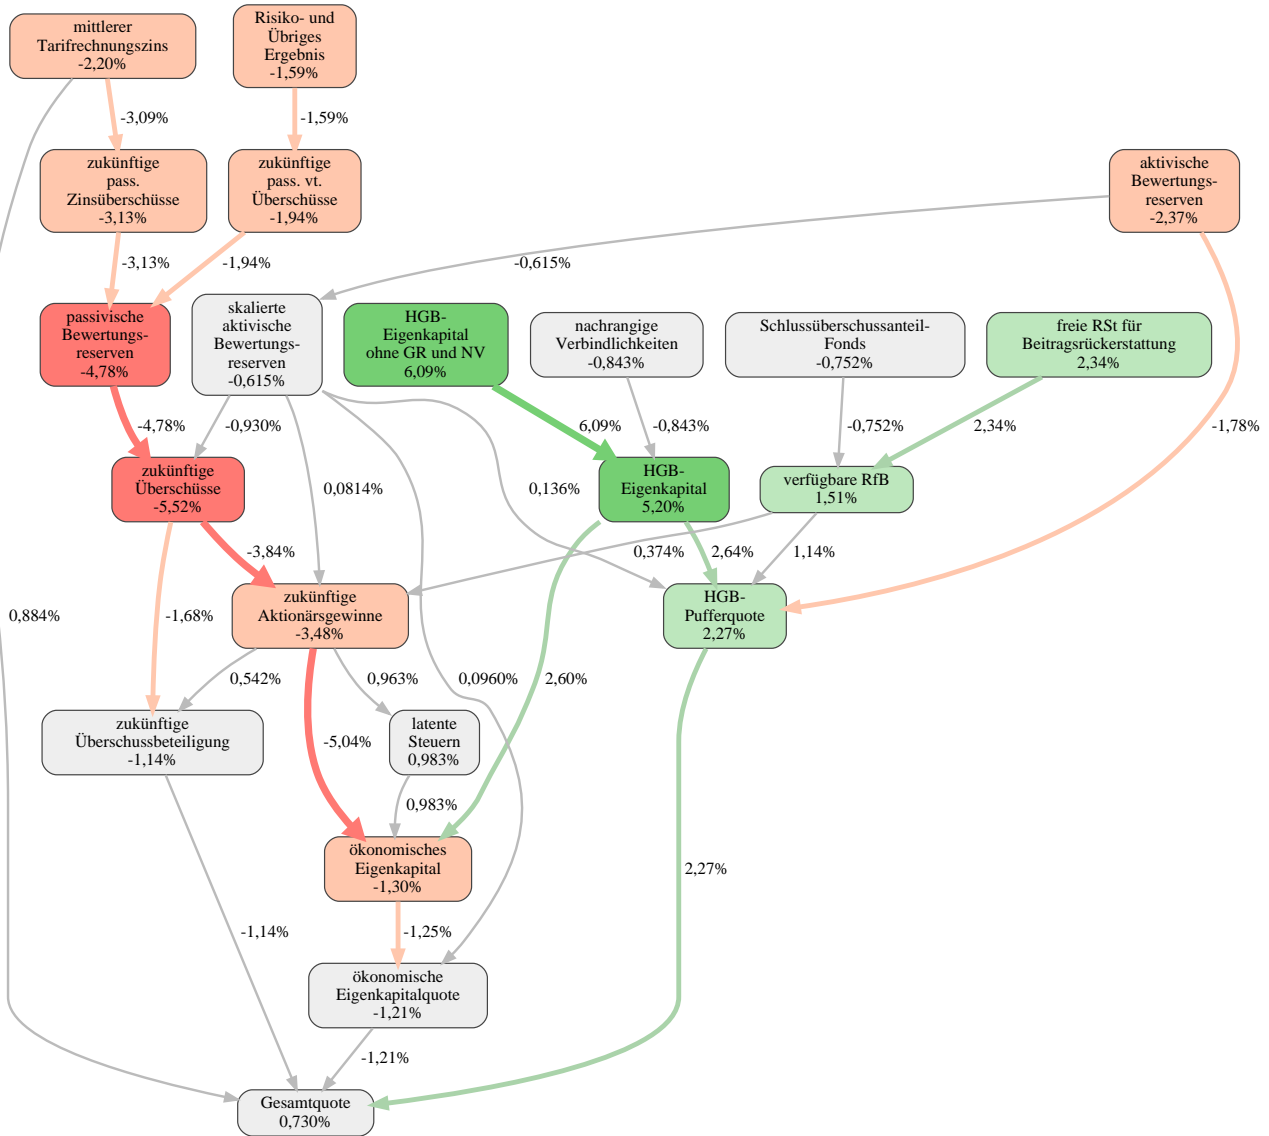 mittlerer
Tarifrechnungszins
-2,20%
Risiko- und
Übriges
Ergebnis
-1,59%
-3,09%
-1,59%
zukünftige
pass.
Zinsüberschüsse
-3,13%
zukünftige
pass. vt.
Überschüsse
-1,94%
aktivische
Bewertungs-
reserven
-2,37%
-3,13%
-1,94%
-0,615%
passivische
Bewertungs-
reserven
-4,78%
skalierte
aktivische
Bewertungs-
reserven
-0,615%
HGB-
Eigenkapital
ohne GR und NV
6,09%
nachrangige
Verbindlichkeiten
-0,843%
Schlussüberschussanteil-
Fonds
-0,752%
freie RSt für
Beitragsrückerstattung
2,34%
-4,78%
-0,930%
6,09%
-0,843%
-0,752%
2,34%
-1,78%
zukünftige
Überschüsse
-5,52%
0,0814%
0,136%
HGB-
Eigenkapital
5,20%
verfügbare RfB
1,51%
-3,84%
0,374%
2,64%
1,14%
0,884%
-1,68%
zukünftige
Aktionärsgewinne
-3,48%
HGB-
Pufferquote
2,27%
0,542%
0,963%
0,0960%
2,60%
zukünftige
Überschussbeteiligung
-1,14%
-5,04%
latente
Steuern
0,983%
0,983%
ökonomisches
Eigenkapital
-1,30%
2,27%
-1,14%
-1,25%
ökonomische
Eigenkapitalquote
-1,21%
-1,21%
Gesamtquote
0,730%